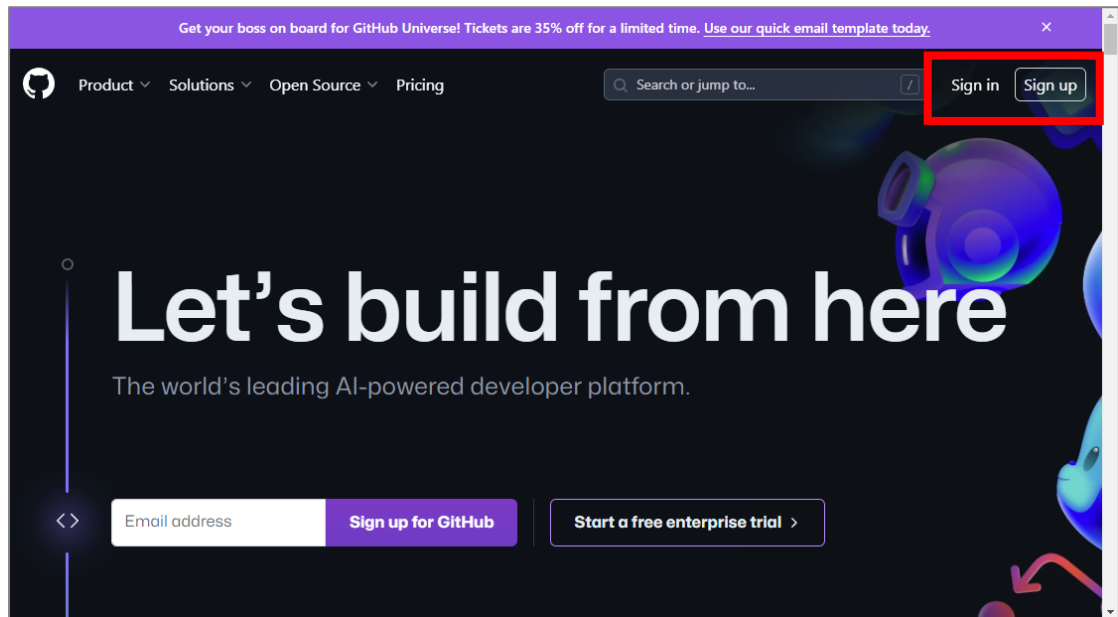 Get your boss on board for GitHub Universe! Tickets are 35% off for a limited time. Use our quick email template today.
Product Solutions Open Source Pricing Search or jump to... / Sign in Sign up
Let's build from here
The world's leading AI-powered developer platform.
Email address Sign up for GitHub Start a free enterprise trial